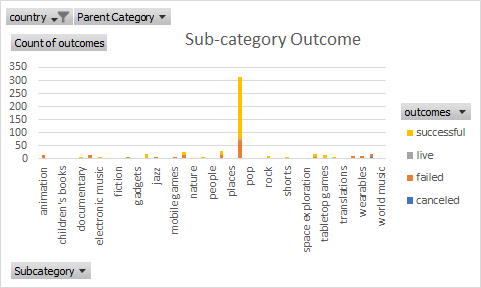 country Parent Category
Count of outcomes
Sub-category Outcome
350
300
250
200
150
100
50
0
animation
children's books
documentary
electronic music
fiction
gadgets
jazz
mobile games
nature
people
places
pop
rock
shorts
space exploration
tabletop games
translations
wearables
world music
outcomes
successful
live
failed
canceled
Subcategory